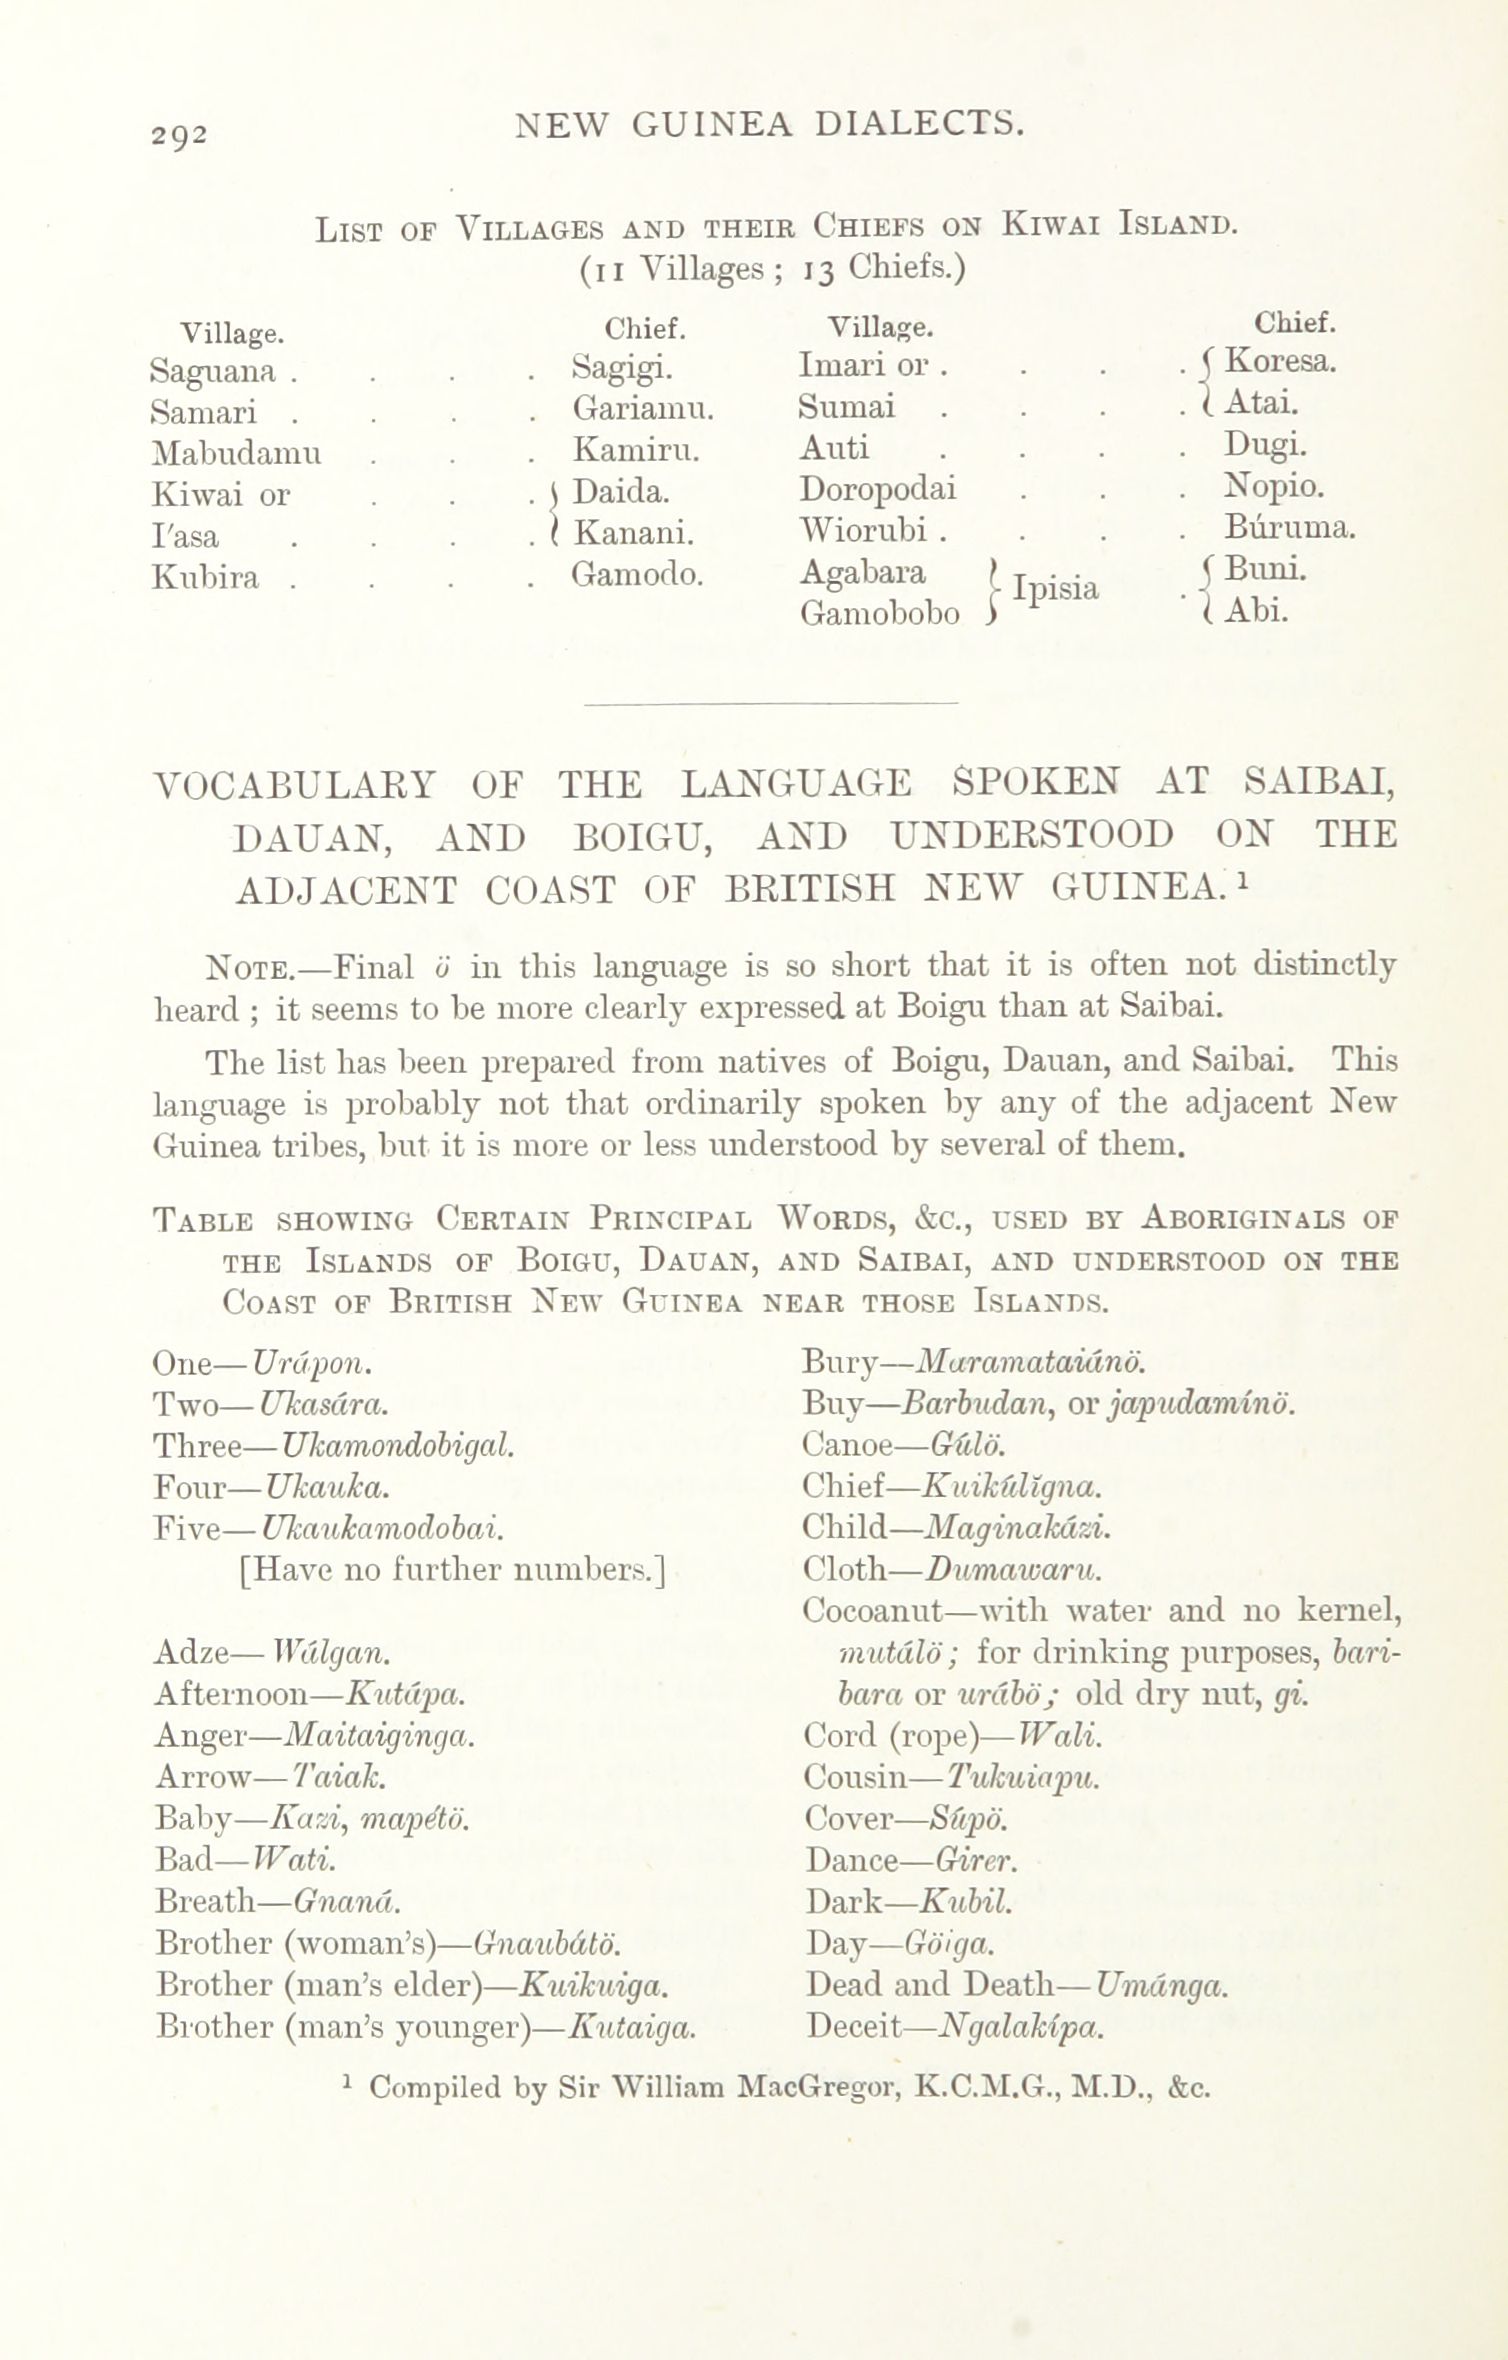 292
NEW GUINEA DIALECTS.
List of Villages and their Chiefs on Kiwai Island.
(11 Villages; 13 Chiefs.)
Village. Chief.
Saguana . . . . Sagigi.
Samari . . . . Gariamu.
Mabudamu . . . Kamiru.
Kiwai or . . . { Daida.
I'asa . . . . { Kanani.
Kubira . . . . Gamodo.
Village. Chief.
Imari or . . . . { Koresa.
Sumai . . . . { Atai.
Auti . . . . Dugi.
Doropodai . . . Nopio.
Wiorubi . . . . Búruma.
Agabara } Ipisia . { Buni.
Gamobobo } { Abi.
VOCABULARY OF THE LANGUAGE SPOKEN AT SAIBAI,
DAUAN, AND BOIGU, AND UNDERSTOOD ON THE
ADJACENT COAST OF BRITISH NEW GUINEA.¹
Note.—Final ö in this language is so short that it is often not distinctly
heard; it seems to be more clearly expressed at Boigu than at Saibai.
The list has been prepared from natives of Boigu, Dauan, and Saibai. This
language is probably not that ordinarily spoken by any of the adjacent New
Guinea tribes, but it is more or less understood by several of them.
Table showing Certain Principal Words, &c., used by Aboriginals of
the Islands of Boigu, Dauan, and Saibai, and understood on the
Coast of British New Guinea near those Islands.
One—Urápon.
Two—Ukasára.
Three—Ukamondobigal.
Four—Ukauka.
Five—Ukaukamodobai.
[Have no further numbers.]
Adze—Wálgan.
Afternoon—Kutápa.
Anger—Maitaiginga.
Arrow—Taiak.
Baby—Kazi, mapétö.
Bad—Wati.
Breath—Gnaná.
Brother (woman's)—Gnaubátö.
Brother (man's elder)—Kuikuiga.
Brother (man's younger)—Kutaiga.
Bury—Maramataiánö.
Buy—Barbudan, or japudamínö.
Canoe—Gúlö.
Chief—Kuikúlĭgna.
Child—Maginakázi.
Cloth—Dumawaru.
Cocoanut—with water and no kernel,
mutálö; for drinking purposes, bari-
bara or urábö; old dry nut, gi.
Cord (rope)—Wali.
Cousin—Tukuiapu.
Cover—Súpö.
Dance—Girer.
Dark—Kubil.
Day—Göiga.
Dead and Death—Umánga.
Deceit—Ngalakípa.
¹ Compiled by Sir William MacGregor, K.C.M.G., M.D., &c.